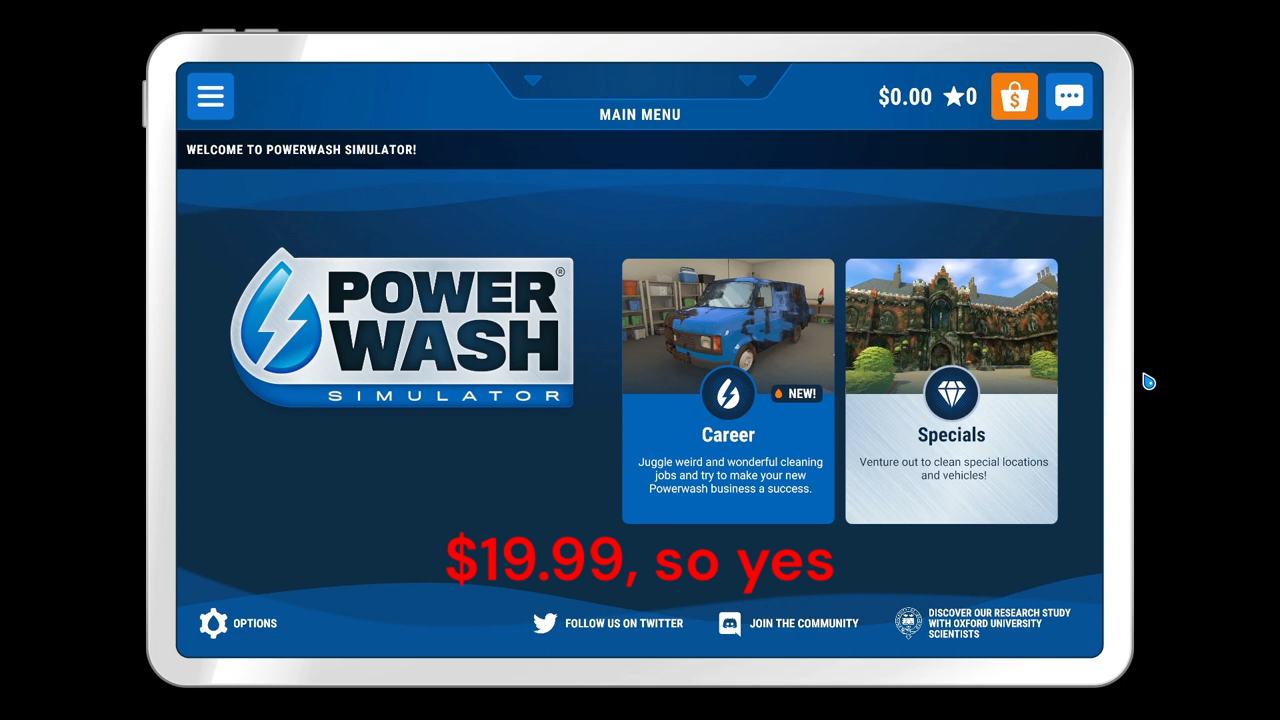 $0.00 0
MAIN MENU
WELCOME TO POWERWASH SIMULATOR!
POWER®
WASH
SIMULATOR
NEW!
Career
Juggle weird and wonderful cleaning
jobs and try to make your new
Powerwash business a success.
Specials
Venture out to clean special locations
and vehicles!
$19.99, so yes
OPTIONS
FOLLOW US ON TWITTER
JOIN THE COMMUNITY
DISCOVER OUR RESEARCH STUDY
WITH OXFORD UNIVERSITY
SCIENTISTS